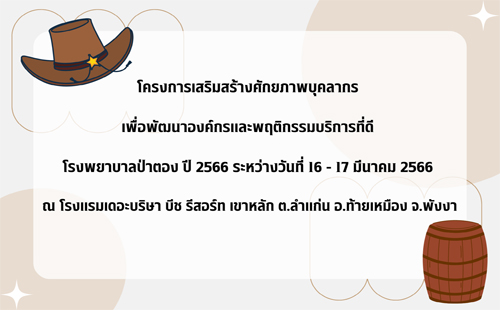 โครงการเสริมสร้างศักยภาพบุคลากร
เพื่อพัฒนาองค์กรและพฤติกรรมบริการที่ดี
โรงพยาบาลป่าตอง ปี 2566 ระหว่างวันที่ 16 - 17 มีนาคม 2566
ณ โรงแรมเดอะบริษา บีช รีสอร์ท เขาหลัก ต.ลำแก่น อ.ท้ายเหมือง จ.พังงา